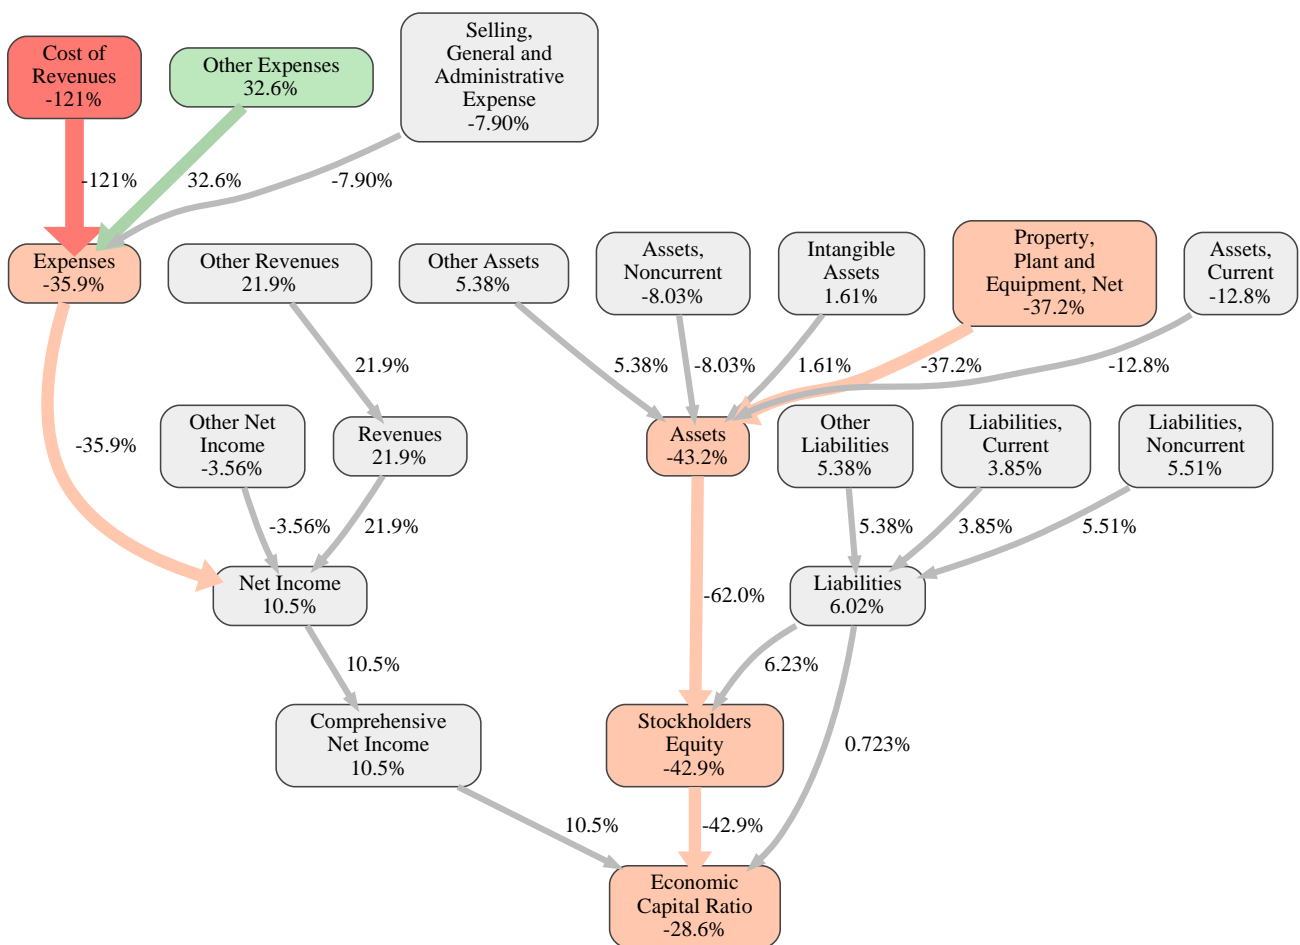 Cost of
Revenues
-121%
Other Expenses
32.6%
Selling,
General and
Administrative
Expense
-7.90%
-121%
32.6%
-7.90%
Expenses
-35.9%
Other Revenues
21.9%
Other Assets
5.38%
Assets,
Noncurrent
-8.03%
Intangible
Assets
1.61%
Property,
Plant and
Equipment, Net
-37.2%
Assets,
Current
-12.8%
21.9%
5.38%
-8.03%
1.61%
-37.2%
-12.8%
-35.9%
Other Net
Income
-3.56%
Revenues
21.9%
Assets
-43.2%
Other
Liabilities
5.38%
Liabilities,
Current
3.85%
Liabilities,
Noncurrent
5.51%
-3.56%
21.9%
5.38%
3.85%
5.51%
Net Income
10.5%
-62.0%
Liabilities
6.02%
10.5%
6.23%
Comprehensive
Net Income
10.5%
Stockholders
Equity
-42.9%
0.723%
10.5%
-42.9%
Economic
Capital Ratio
-28.6%